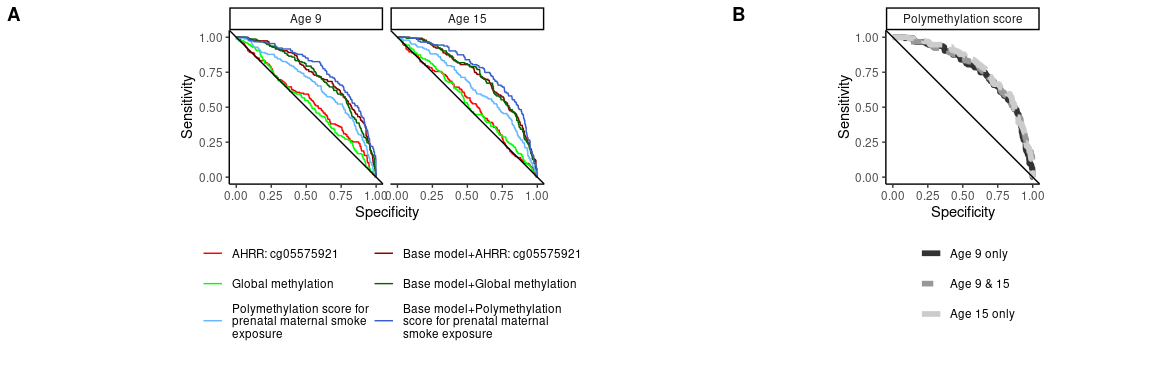 A
Age 9
Age 15
Sensitivity
1.00
0.75
0.50
0.25
0.00
0.00 0.25 0.50 0.75 1.00
0.00 0.25 0.50 0.75 1.00
Specificity
AHRR: cg05575921
Global methylation
Polymethylation score for
prenatal maternal smoke
exposure
Base model+AHRR: cg05575921
Base model+Global methylation
Base model+Polymethylation
score for prenatal maternal
smoke exposure
B
Polymethylation score
Sensitivity
1.00
0.75
0.50
0.25
0.00
0.00 0.25 0.50 0.75 1.00
Specificity
Age 9 only
Age 9 & 15
Age 15 only